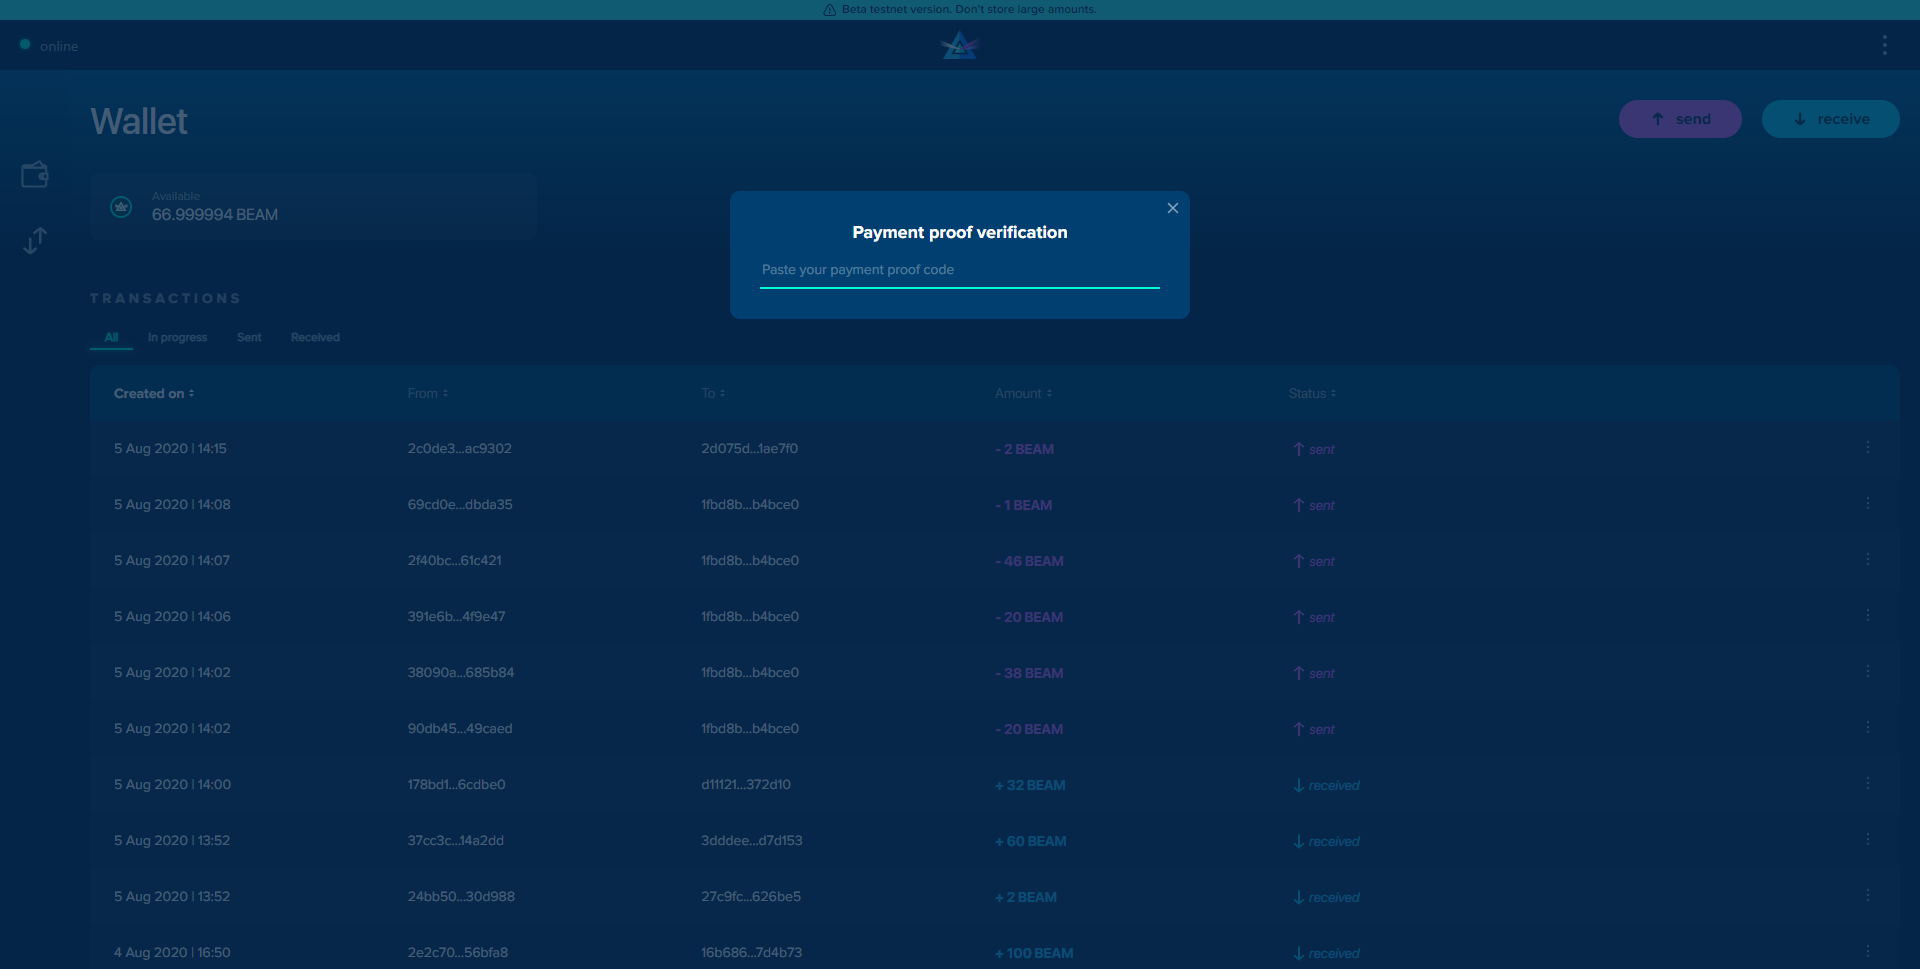 Beta testnet version. Don't store large amounts.
online
Wallet
send
receive
Available
66.999994 BEAM
Payment proof verification
Paste your payment proof code
TRANSACTIONS
All In progress Sent Received
Created on From To Amount Status
5 Aug 2020 | 14:15 2c0de3...ac9302 2d075d...1ae7f0 - 2 BEAM sent
5 Aug 2020 | 14:08 69cd0e...dbda35 1fbd8b...b4bce0 - 1 BEAM sent
5 Aug 2020 | 14:07 2f40bc...61c421 1fbd8b...b4bce0 - 46 BEAM sent
5 Aug 2020 | 14:06 391e6b...4f9e47 1fbd8b...b4bce0 - 20 BEAM sent
5 Aug 2020 | 14:02 38090a...685b84 1fbd8b...b4bce0 - 38 BEAM sent
5 Aug 2020 | 14:02 90db45...49caed 1fbd8b...b4bce0 - 20 BEAM sent
5 Aug 2020 | 14:00 178bd1...6cdbe0 d11121...372d10 + 32 BEAM received
5 Aug 2020 | 13:52 37cc3c...14a2dd 3dddee...d7d153 + 60 BEAM received
5 Aug 2020 | 13:52 24bb50...30d988 27c9fc...626be5 + 2 BEAM received
4 Aug 2020 | 16:50 2e2c70...56bfa8 16b686...7d4b73 + 100 BEAM received